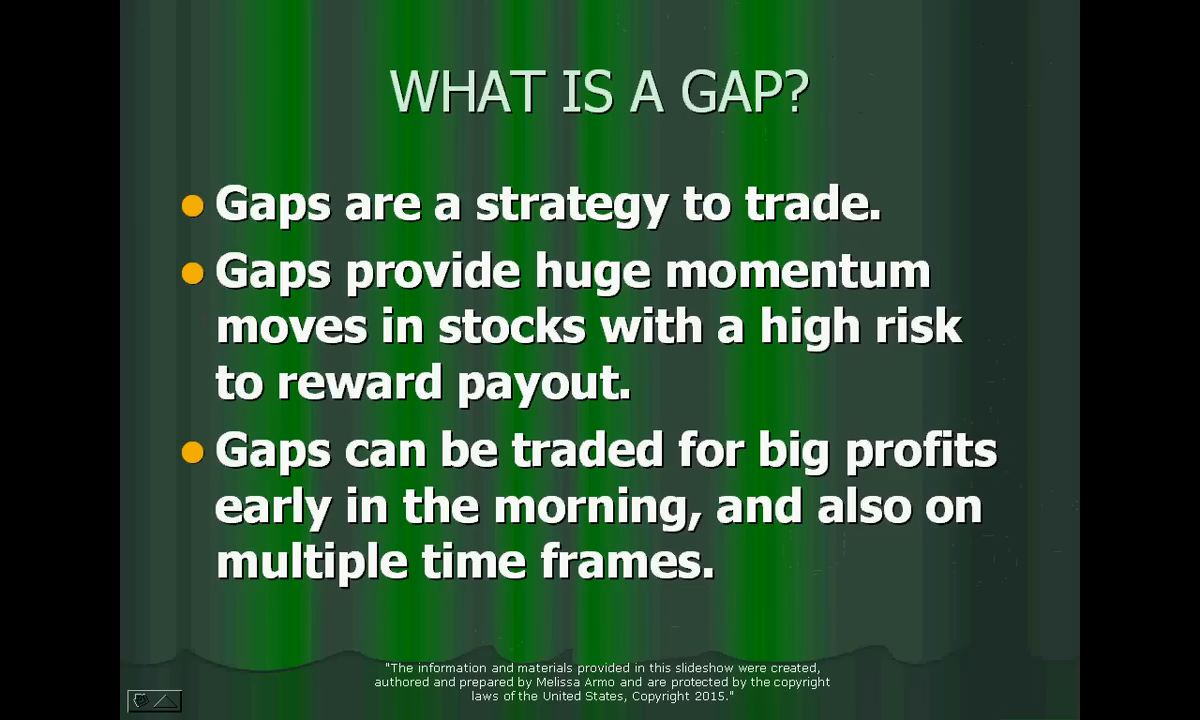 WHAT IS A GAP?
Gaps are a strategy to trade.
Gaps provide huge momentum
moves in stocks with a high risk
to reward payout.
Gaps can be traded for big profits
early in the morning, and also on
multiple time frames.
"The information and materials provided in this slideshow were created,
authored and prepared by Melissa Armo and are protected by the copyright
laws of the United States, Copyright 2015."